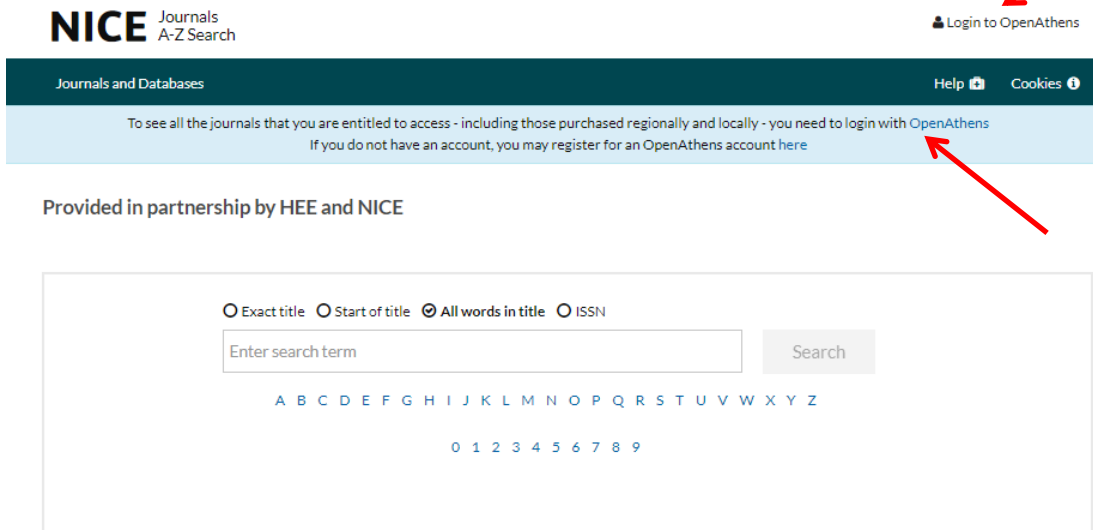 NICE Journals
A-Z Search
Login to OpenAthens
Journals and Databases
Help
Cookies
To see all the journals that you are entitled to access - including those purchased regionally and locally - you need to login with OpenAthens
If you do not have an account, you may register for an OpenAthens account here
Provided in partnership by HEE and NICE
Exact title Start of title All words in title ISSN
Enter search term
Search
A B C D E F G H I J K L M N O P Q R S T U V W X Y Z
0 1 2 3 4 5 6 7 8 9